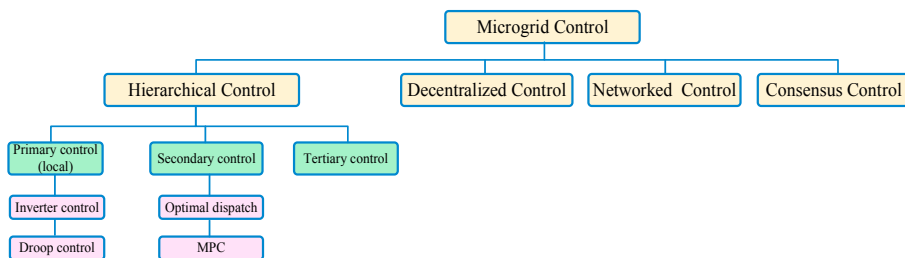 Microgrid Control
Hierarchical Control
Decentralized Control
Networked Control
Consensus Control
Primary control
(local)
Secondary control
Tertiary control
Inverter control
Optimal dispatch
Droop control
MPC